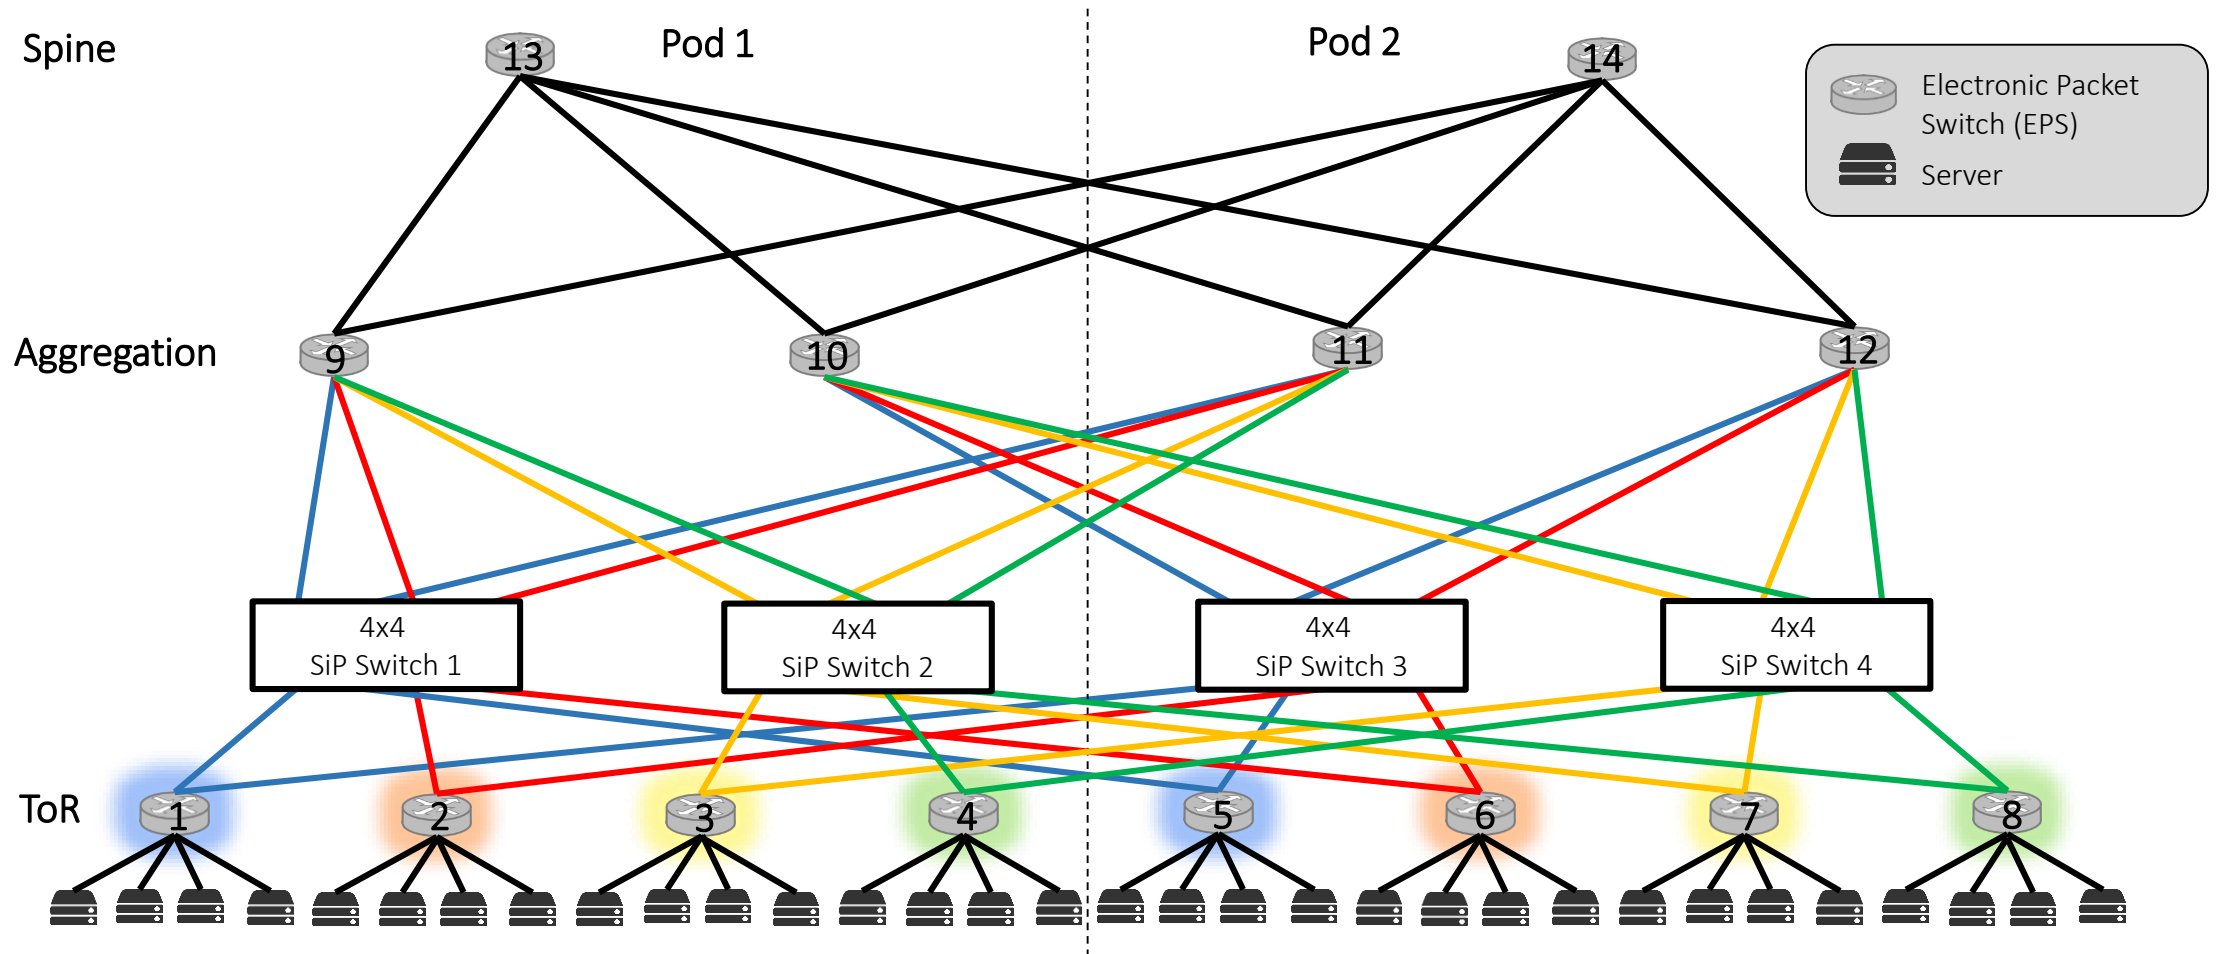 Spine
13
Pod 1
Pod 2
14
Electronic Packet
Switch (EPS)
Server
Aggregation
9
10
11
12
4x4
SiP Switch 1
4x4
SiP Switch 2
4x4
SiP Switch 3
4x4
SiP Switch 4
ToR
1
2
3
4
5
6
7
8